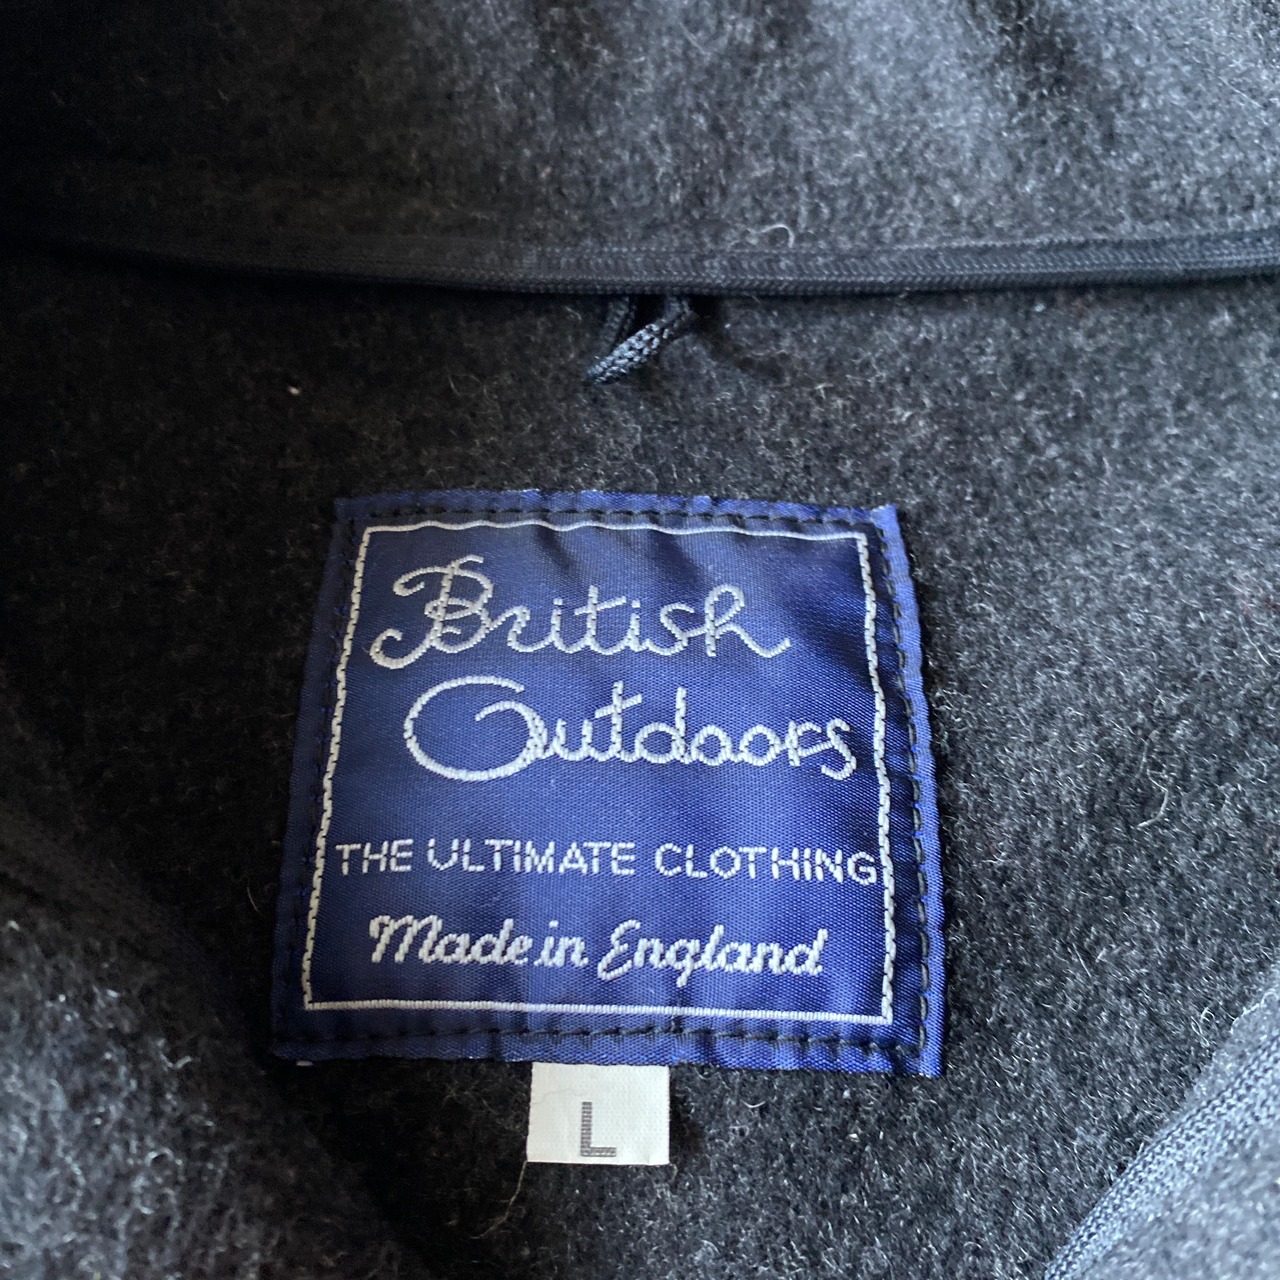 British
Outdoors
THE ULTIMATE CLOTHING
Made in England
L